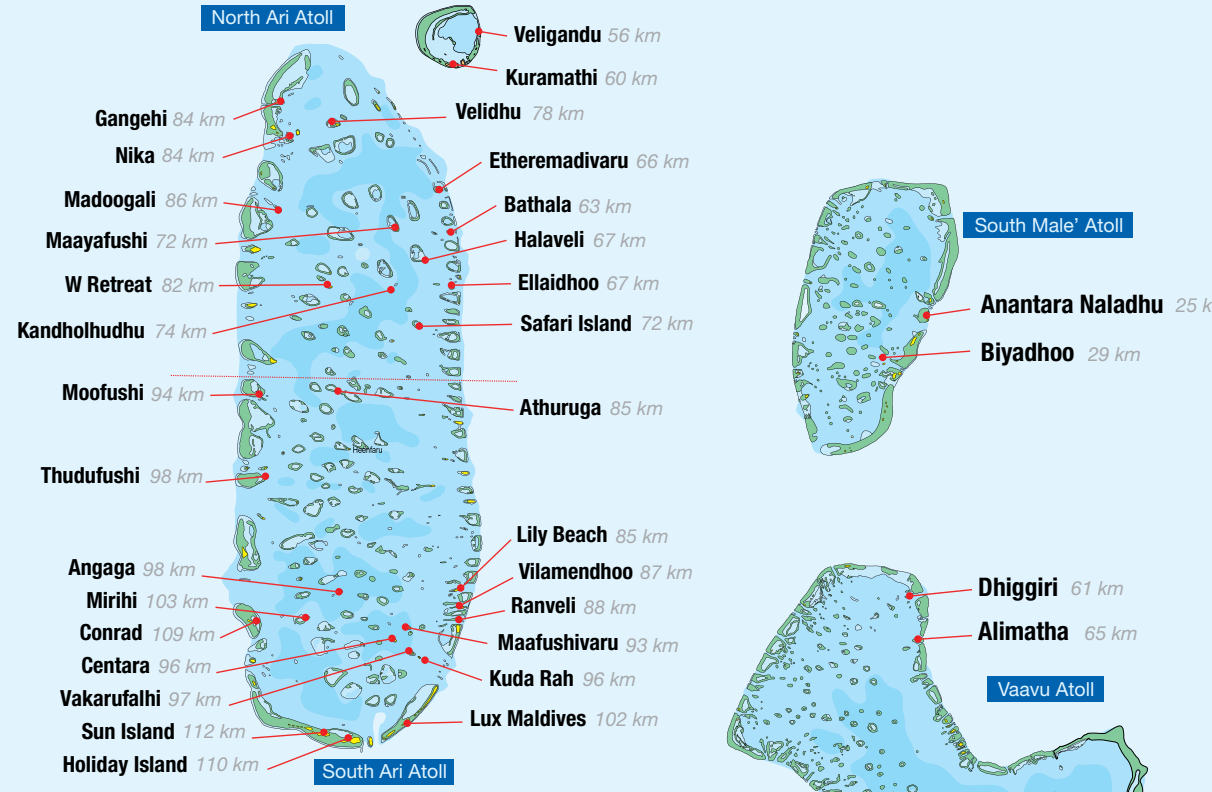 North Ari Atoll
Veligandu 56 km
Kuramathi 60 km
Gangehi 84 km
Velidhu 78 km
Nika 84 km
Etheremadivaru 66 km
Madoogali 86 km
Bathala 63 km
Maayafushi 72 km
Halaveli 67 km
W Retreat 82 km
Ellaidhoo 67 km
Kandholhudhu 74 km
Safari Island 72 km
Moofushi 94 km
Athuruga 85 km
Heenfaru
Thudufushi 98 km
Lily Beach 85 km
Angaga 98 km
Vilamendhoo 87 km
Mirihi 103 km
Ranveli 88 km
Conrad 109 km
Maafushivaru 93 km
Centara 96 km
Kuda Rah 96 km
Vakarufalhi 97 km
Lux Maldives 102 km
Sun Island 112 km
Holiday Island 110 km
South Ari Atoll
South Male’ Atoll
Anantara Naladhu 25
Biyadhoo 29 km
Dhiggiri 61 km
Alimatha 65 km
Vaavu Atoll